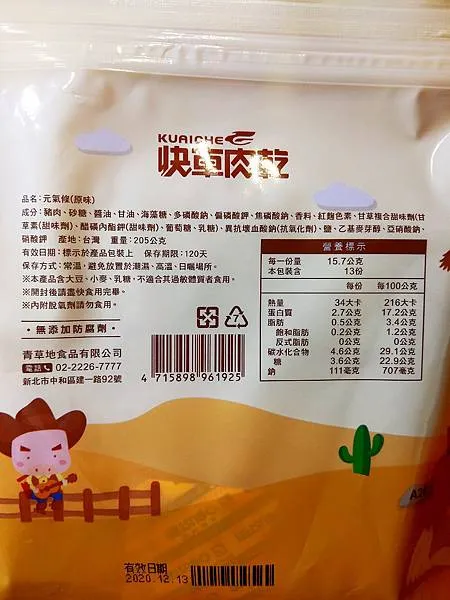 KUAICHE
快車肉乾
品名:元氣條(原味)
成分:豬肉、砂糖、醬油、甘油、海藻糖、多磷酸鈉、偏磷酸鉀、焦磷酸鈉、香料、紅麴色素、甘草複合甜味劑(甘
草素(甜味劑)、醋磺內酯鉀(甜味劑)、葡萄糖、乳糖)、異抗壞血酸鈉(抗氧化劑)、鹽、乙基麥芽醇、亞硝酸鈉、
硝酸鉀 產地:台灣 重量:205公克
有效日期:標示於產品包裝上 保存期限:120天
保存方式:常溫,避免放置於潮濕、高溫、日曬場所。
※本產品含大豆、小麥、乳糖,不適合其過敏體質者食用。
※開封後請盡快食用完畢。
※內附脫氧劑請勿食用。
•無添加防腐劑•
青草地食品有限公司
電話 02-2226-7777
新北市中和區建一路92號
4 715898 961925
營養標示
每一份量 15.7公克
本包裝含 13份
每份 每100公克
熱量 34大卡 216大卡
蛋白質 2.7公克 17.2公克
脂肪 0.5公克 3.4公克
飽和脂肪 0.2公克 1.2公克
反式脂肪 0公克 0公克
碳水化合物 4.6公克 29.1公克
糖 3.6公克 22.9公克
鈉 111毫克 707毫克
有效日期
2020.12.13